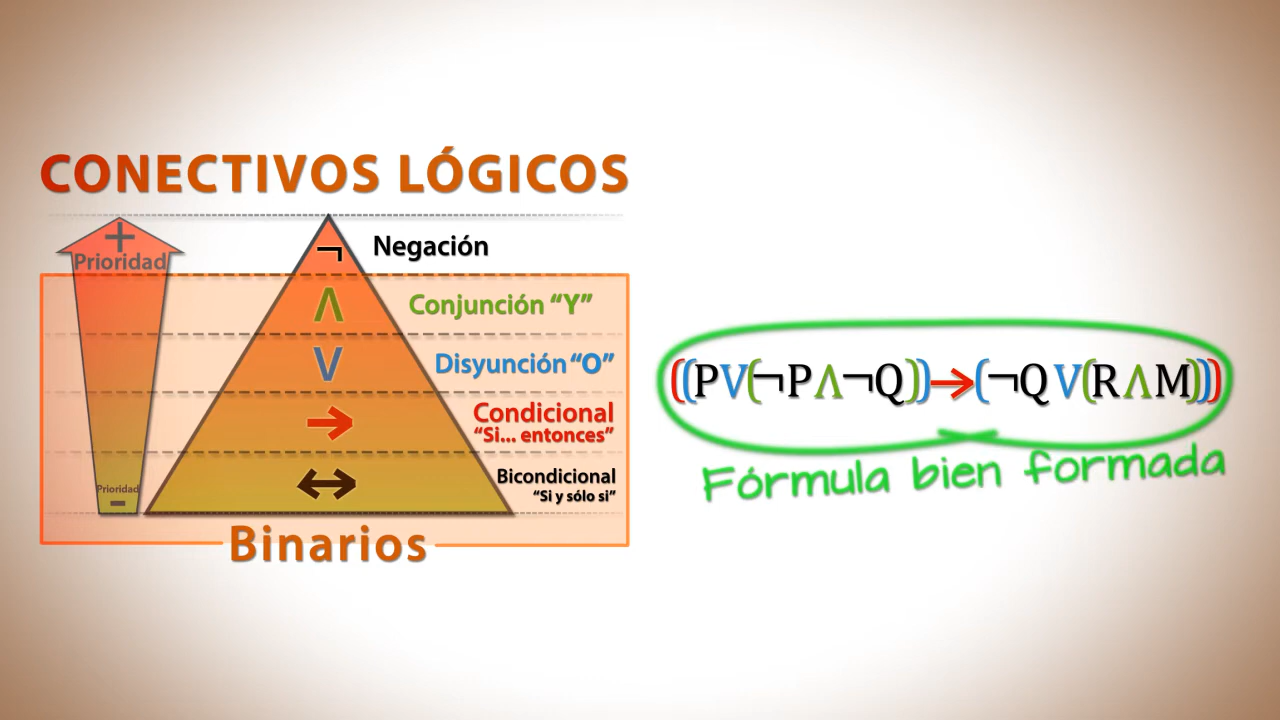 CONECTIVOS LÓGICOS
+
Prioridad
¬ Negación
Λ Conjunción “Y”
V Disyunción “O”
→ Condicional
“Si... entonces”
↔ Bicondicional
“Si y sólo si”
Prioridad
-
Binarios
((PV(¬PΛ¬Q))→(¬QV(RΛM)))
Fórmula bien formada